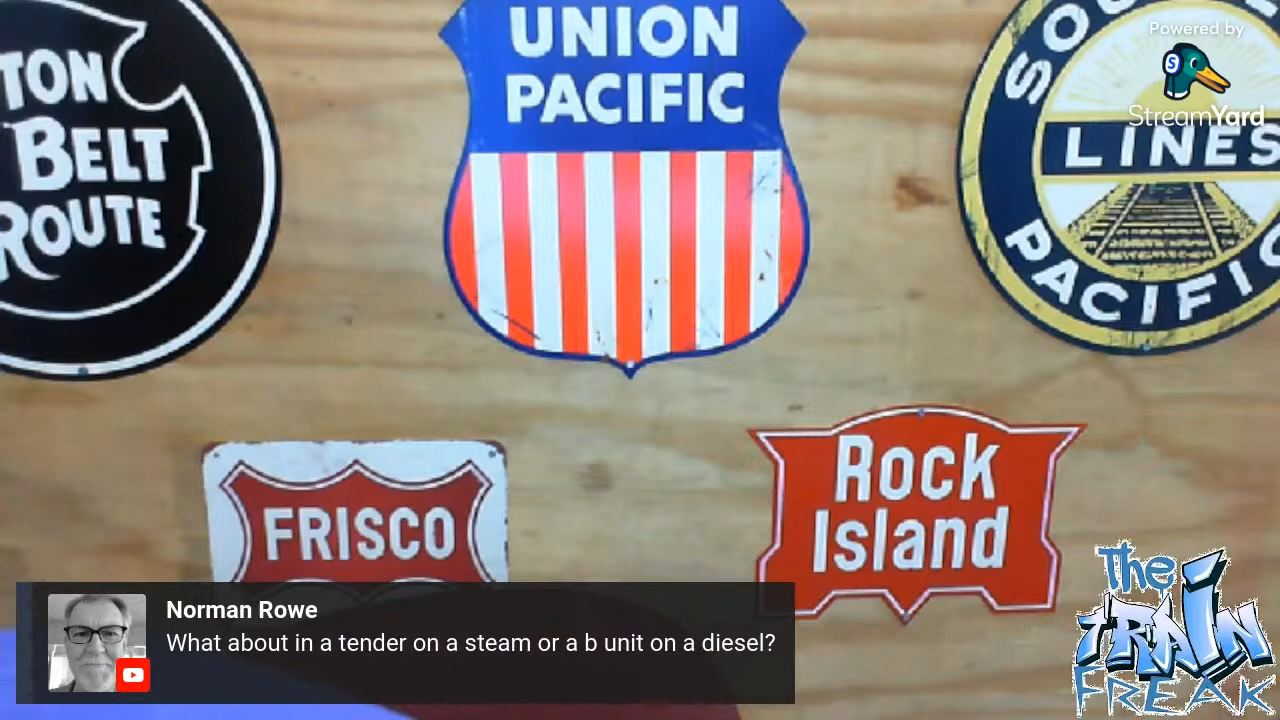 TON
BELT
ROUTE
UNION
PACIFIC
SOU
LINES
PACIFIC
Powered by
StreamYard
FRISCO
Rock
Island
Norman Rowe
What about in a tender on a steam or a b unit on a diesel?
The
TRAIN
FREAK